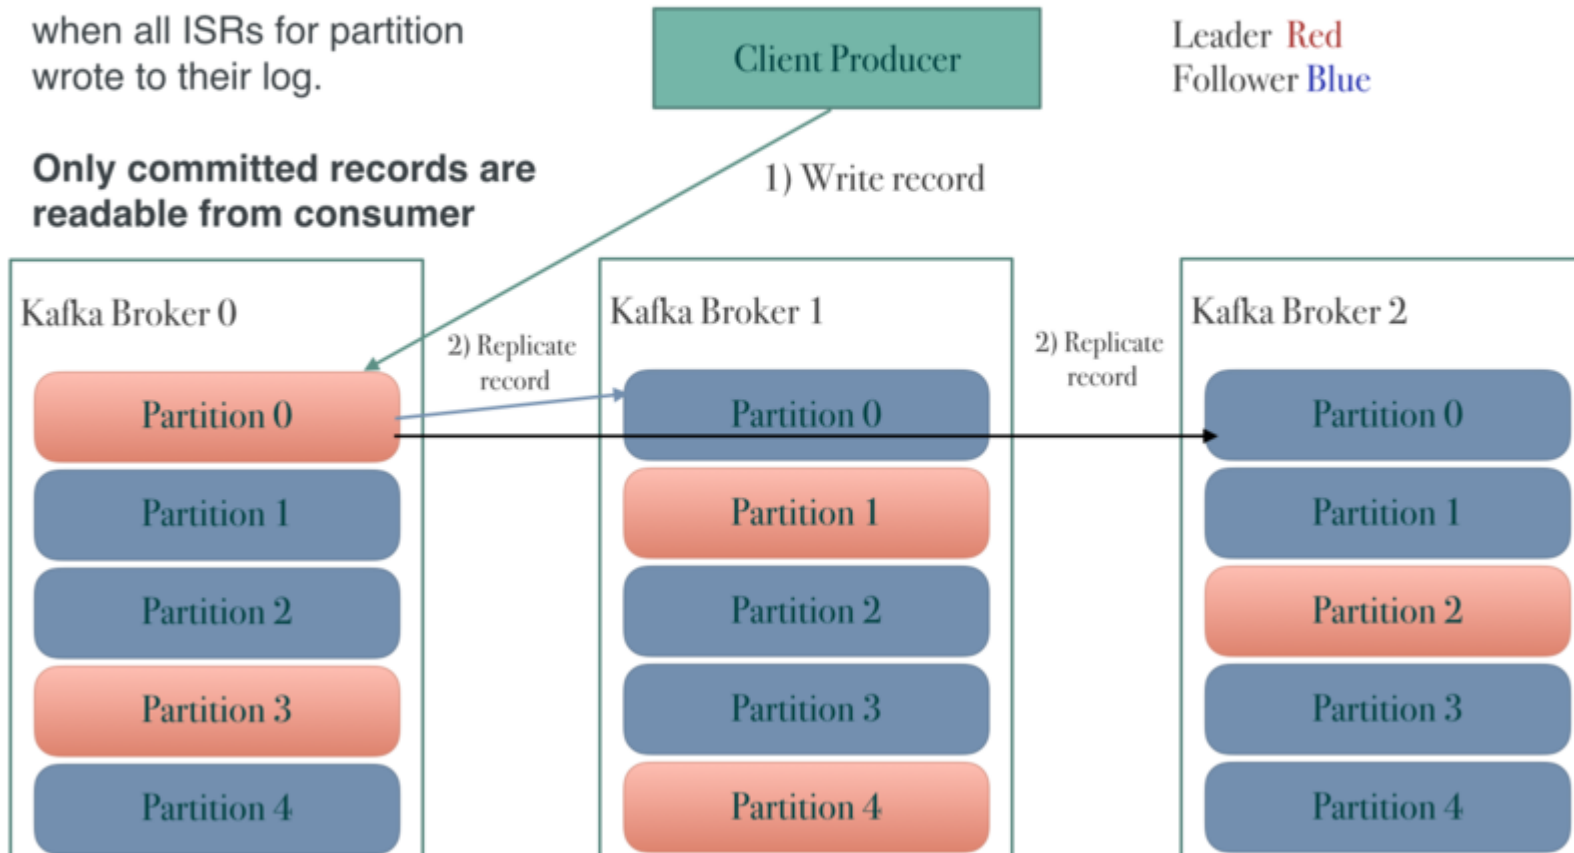 when all ISRs for partition
wrote to their log.
Only committed records are
readable from consumer
Client Producer
Leader Red
Follower Blue
1) Write record
Kafka Broker 0
Partition 0
Partition 1
Partition 2
Partition 3
Partition 4
2) Replicate
record
Kafka Broker 1
Partition 0
Partition 1
Partition 2
Partition 3
Partition 4
2) Replicate
record
Kafka Broker 2
Partition 0
Partition 1
Partition 2
Partition 3
Partition 4